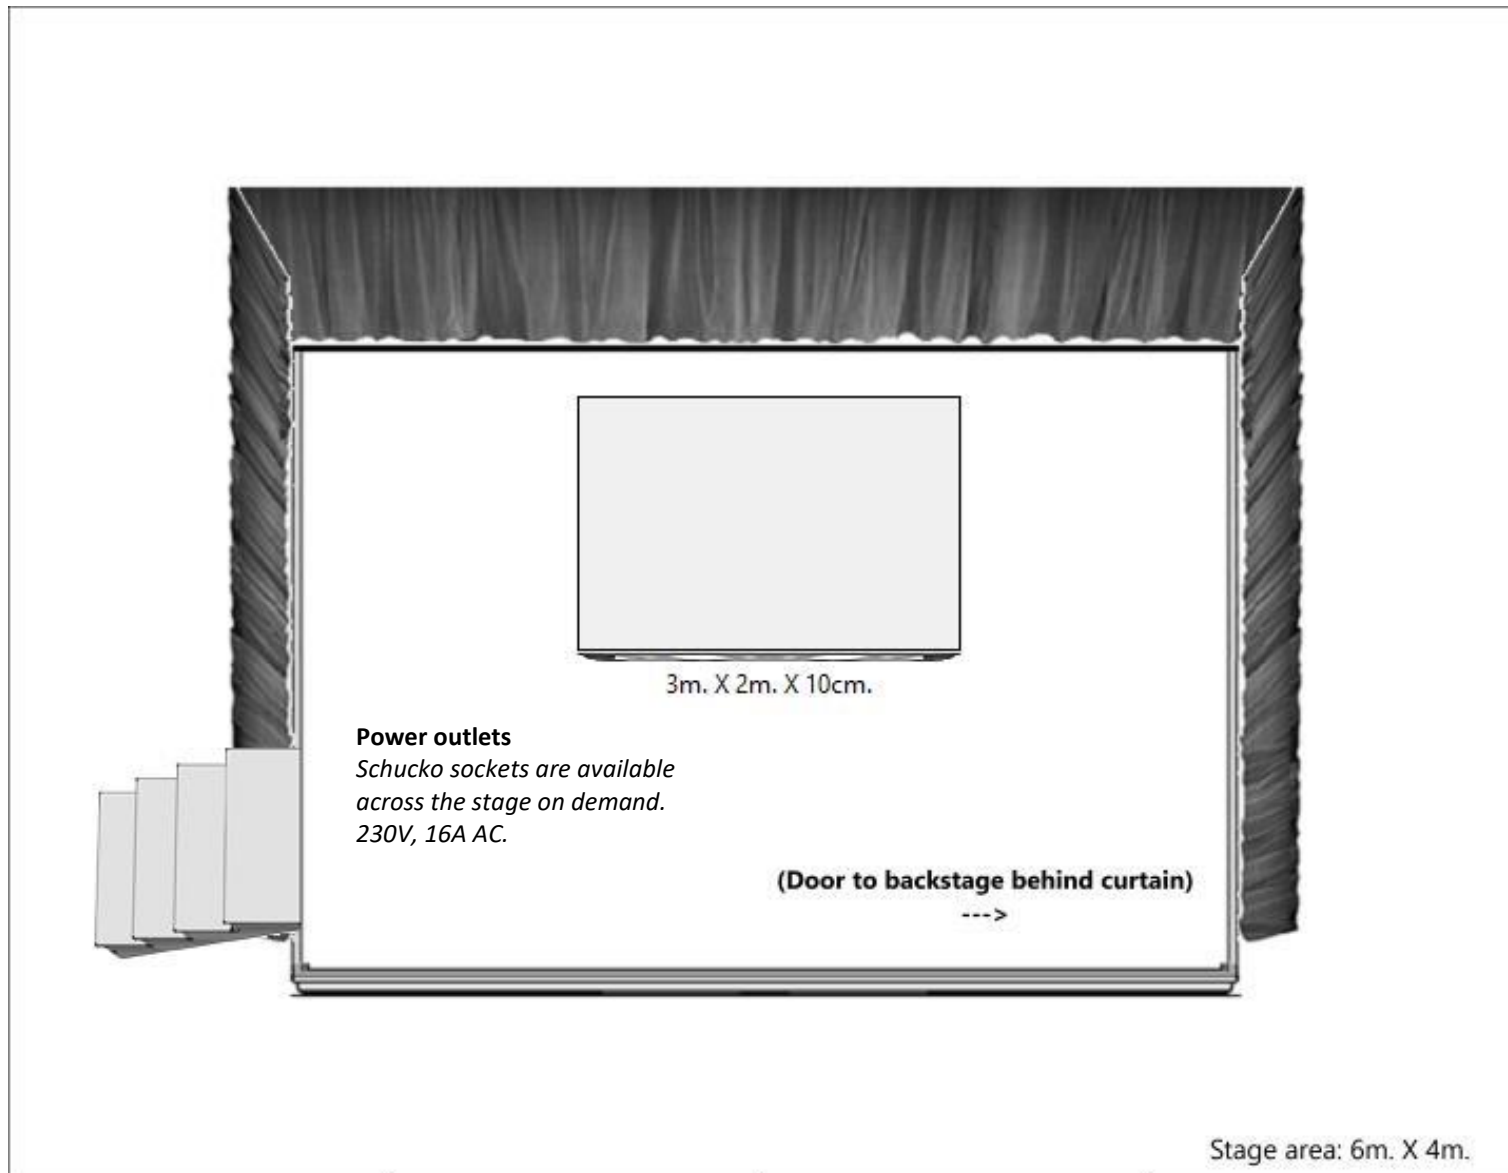 3m. X 2m. X 10cm.
Power outlets
Schucko sockets are available
across the stage on demand.
230V, 16A AC.
(Door to backstage behind curtain)
--->
Stage area: 6m. X 4m.